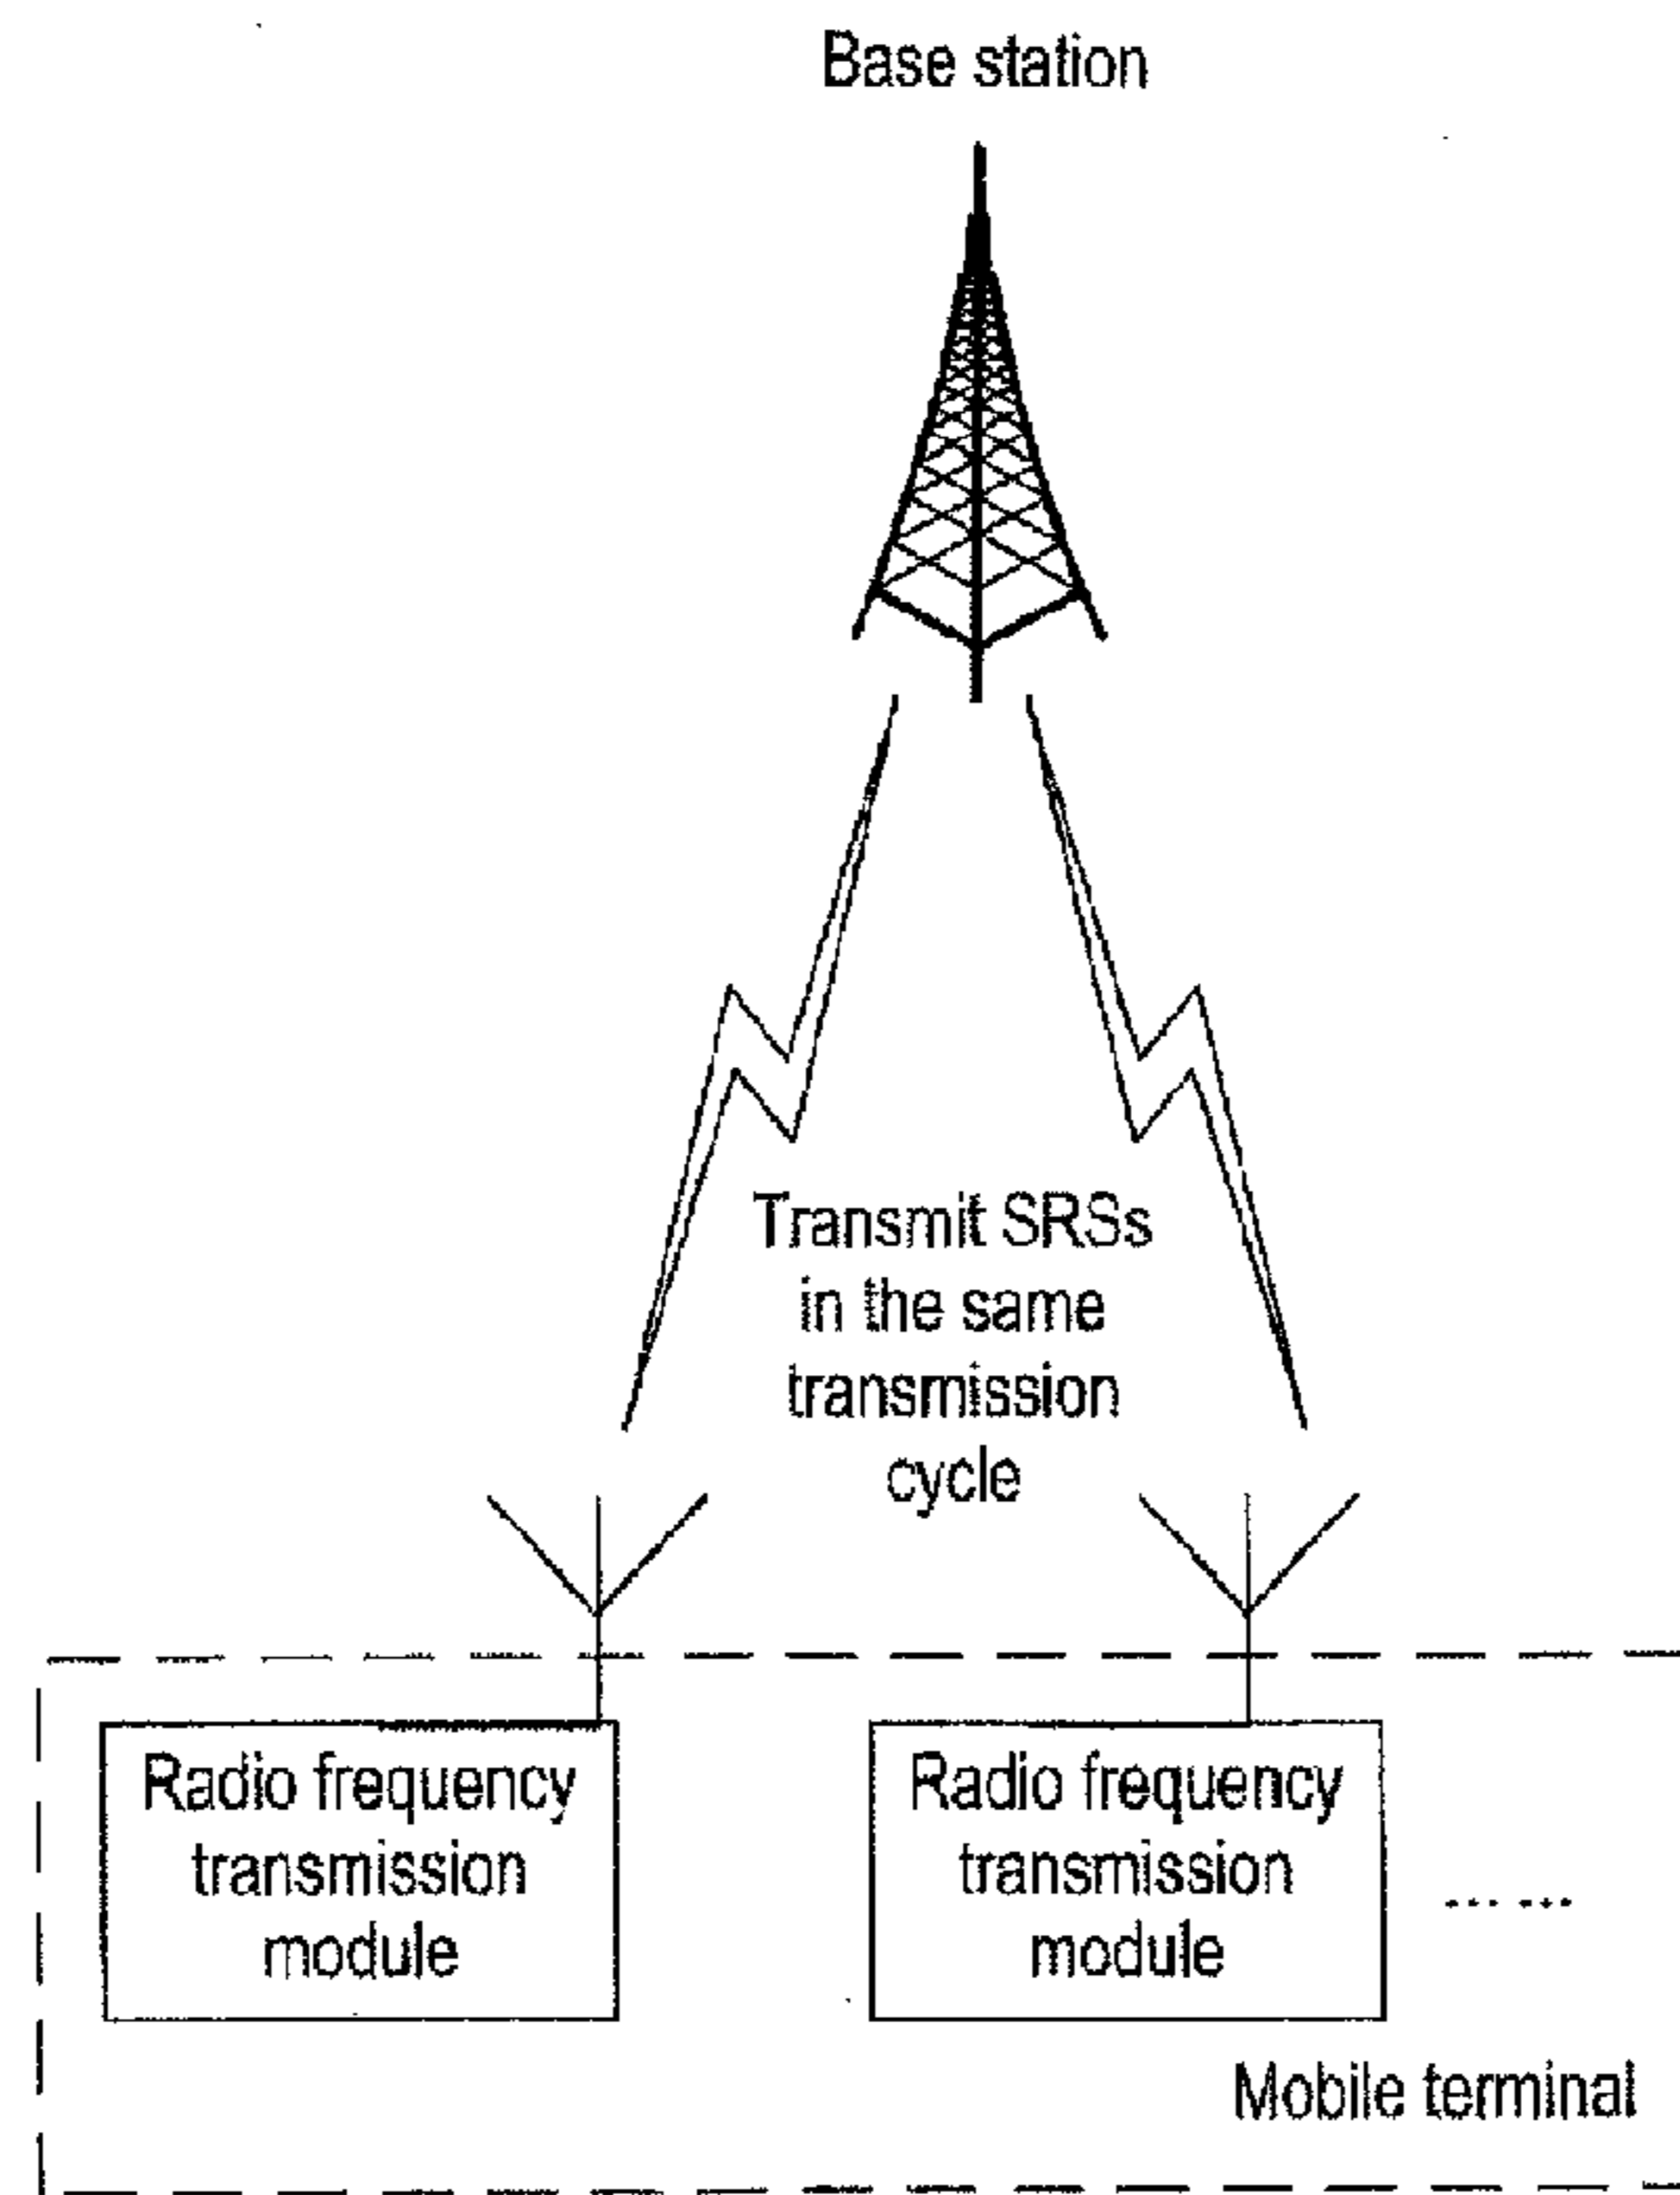 Base station
Transmit SRSs
in the same
transmission
cycle
Radio frequency
transmission
module
Radio frequency
transmission
module
... ...
Mobile terminal